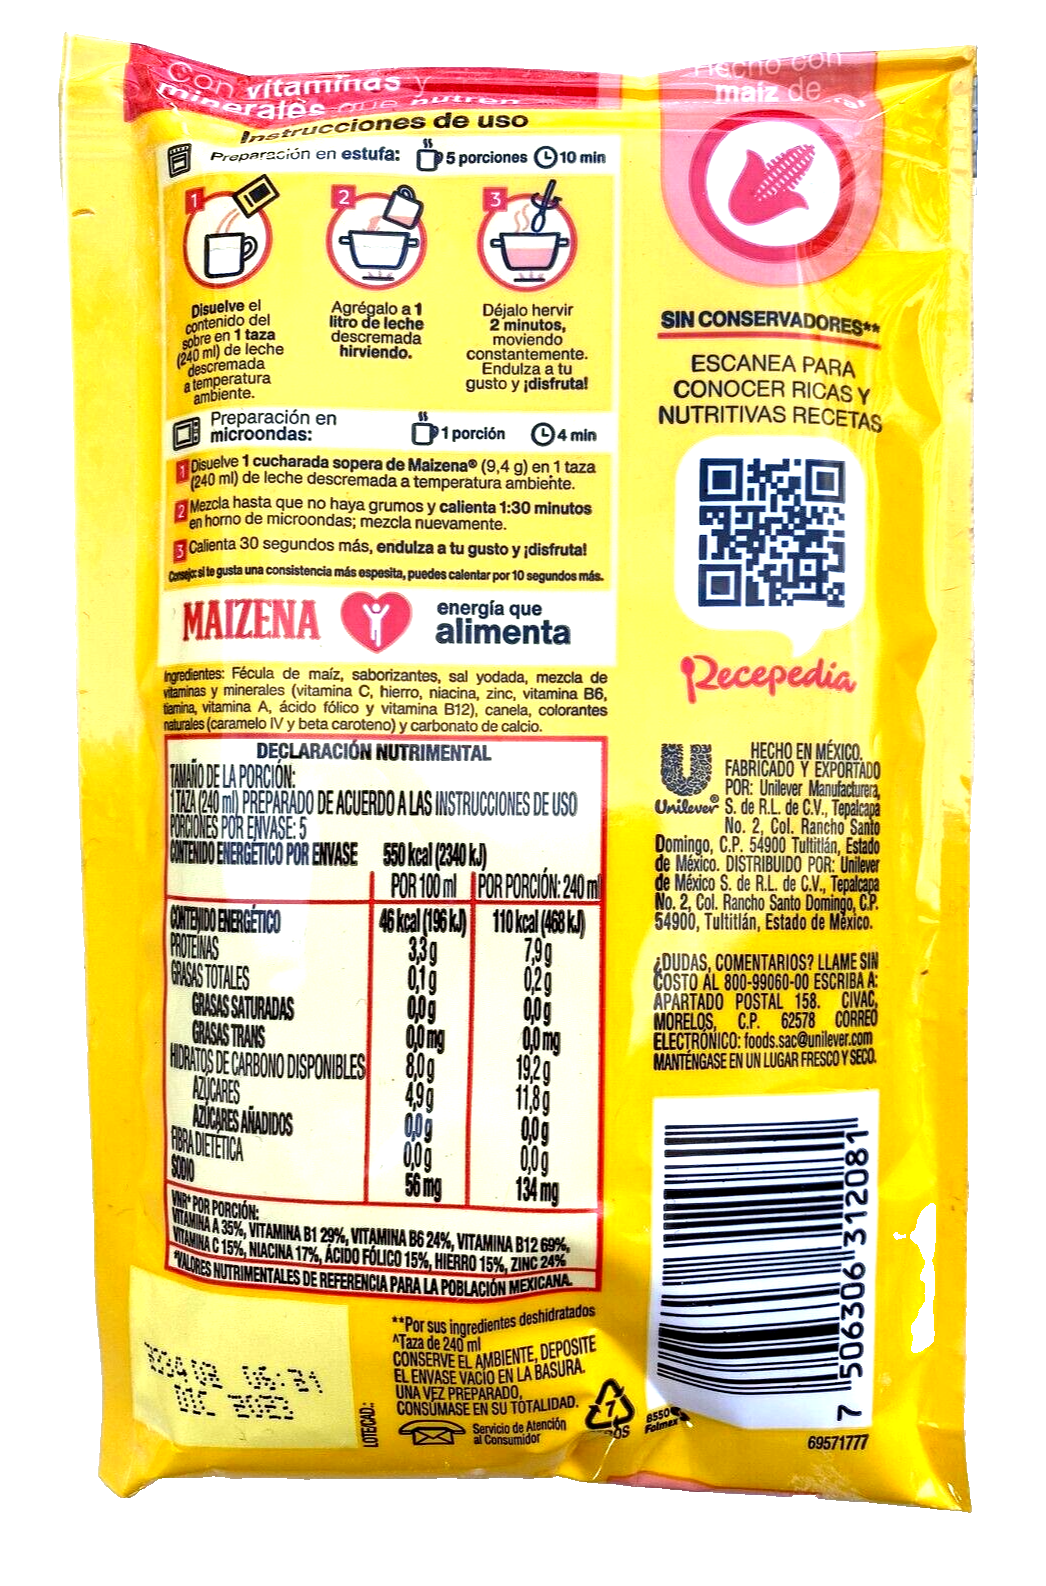 Con vitaminas y
minerales que nutren
Instrucciones de uso
Preparación en estufa: 5 porciones 10 min
1
2
3
Disuelve el
contenido del
sobre en 1 taza
(240 ml) de leche
descremada
a temperatura
ambiente.
Agrégalo a 1
litro de leche
descremada
hirviendo.
Déjalo hervir
2 minutos,
moviendo
constantemente.
Endulza a tu
gusto y ¡disfruta!
Preparación en
microondas:
1 porción 4 min
1 Disuelve 1 cucharada sopera de Maizena® (9,4 g) en 1 taza
(240 ml) de leche descremada a temperatura ambiente.
2 Mezcla hasta que no haya grumos y calienta 1:30 minutos
en horno de microondas; mezcla nuevamente.
3 Calienta 30 segundos más, endulza a tu gusto y ¡disfruta!
Consejo: si te gusta una consistencia más espesita, puedes calentar por 10 segundos más.
MAIZENA
energía que
alimenta
Ingredientes: Fécula de maíz, saborizantes, sal yodada, mezcla de
vitaminas y minerales (vitamina C, hierro, niacina, zinc, vitamina B6,
tiamina, vitamina A, ácido fólico y vitamina B12), canela, colorantes
naturales (caramelo IV y beta caroteno) y carbonato de calcio.
DECLARACIÓN NUTRIMENTAL
TAMAÑO DE LA PORCIÓN:
1 TAZA (240 ml) PREPARADO DE ACUERDO A LAS INSTRUCCIONES DE USO
PORCIONES POR ENVASE: 5
CONTENIDO ENERGÉTICO POR ENVASE 550 kcal (2340 kJ)
POR 100 ml POR PORCIÓN: 240 ml
CONTENIDO ENERGÉTICO 46 kcal (196 kJ) 110 kcal (468 kJ)
PROTEÍNAS 3,3 g 7,9 g
GRASAS TOTALES 0,1 g 0,2 g
GRASAS SATURADAS 0,0 g 0,0 g
GRASAS TRANS 0,0 mg 0,0 mg
HIDRATOS DE CARBONO DISPONIBLES 8,0 g 19,2 g
AZÚCARES 4,9 g 11,8 g
AZÚCARES AÑADIDOS 0,0 g 0,0 g
FIBRA DIETÉTICA 0,0 g 0,0 g
SODIO 56 mg 134 mg
VNR* POR PORCIÓN:
VITAMINA A 35%, VITAMINA B1 29%, VITAMINA B6 24%, VITAMINA B12 69%,
VITAMINA C 15%, NIACINA 17%, ÁCIDO FÓLICO 15%, HIERRO 15%, ZINC 24%
*VALORES NUTRIMENTALES DE REFERENCIA PARA LA POBLACIÓN MEXICANA.
LOTE/CAD.:
**Por sus ingredientes deshidratados
^Taza de 240 ml
CONSERVE EL AMBIENTE, DEPOSITE
EL ENVASE VACÍO EN LA BASURA.
UNA VEZ PREPARADO,
CONSÚMASE EN SU TOTALIDAD.
Servicio de Atención
al Consumidor
7
8550
Folmex
Hecho con
maíz de
SIN CONSERVADORES**
ESCANEA PARA
CONOCER RICAS Y
NUTRITIVAS RECETAS
Recepedia
Unilever®
HECHO EN MÉXICO.
FABRICADO Y EXPORTADO
POR: Unilever Manufacturera,
S. de R.L. de C.V., Tepalcapa
No. 2, Col. Rancho Santo
Domingo, C.P. 54900 Tultitlán, Estado
de México. DISTRIBUIDO POR: Unilever
de México S. de R.L. de C.V., Tepalcapa
No. 2, Col. Rancho Santo Domingo, C.P.
54900, Tultitlán, Estado de México.
¿DUDAS, COMENTARIOS? LLAME SIN
COSTO AL 800-99060-00 ESCRIBA A:
APARTADO POSTAL 158. CIVAC,
MORELOS, C.P. 62578 CORREO
ELECTRÓNICO: foods.sac@unilever.com
MANTÉNGASE EN UN LUGAR FRESCO Y SECO.
7 506306 312081
69571777